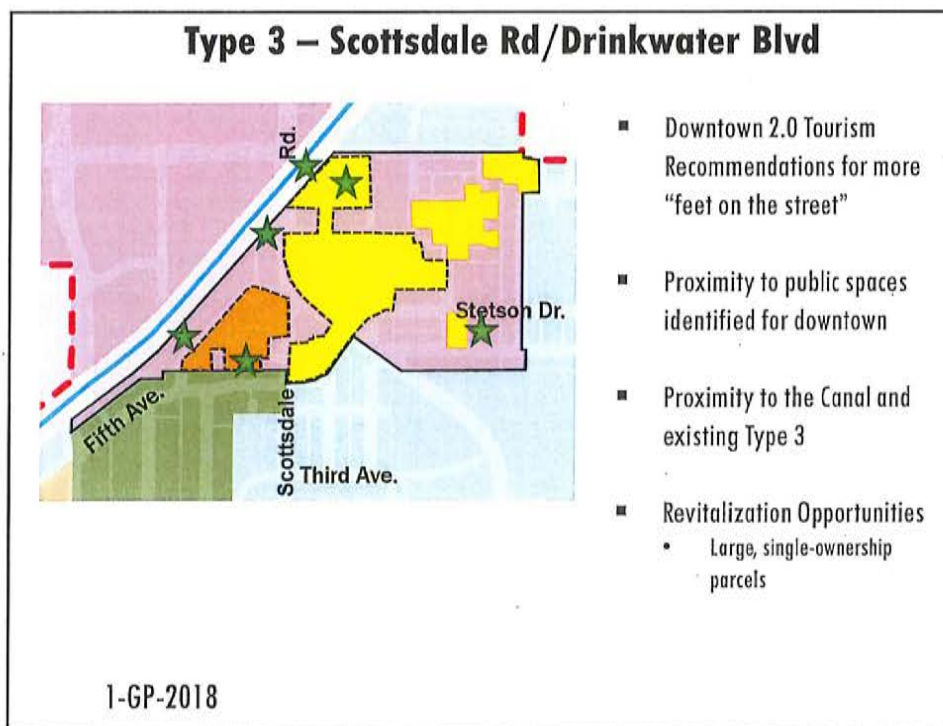 Type 3 – Scottsdale Rd/Drinkwater Blvd
Rd.
Stetson Dr.
Fifth Ave.
Scottsdale
Third Ave.
▪ Downtown 2.0 Tourism
Recommendations for more
“feet on the street”
▪ Proximity to public spaces
identified for downtown
▪ Proximity to the Canal and
existing Type 3
▪ Revitalization Opportunities
• Large, single-ownership
parcels
1-GP-2018